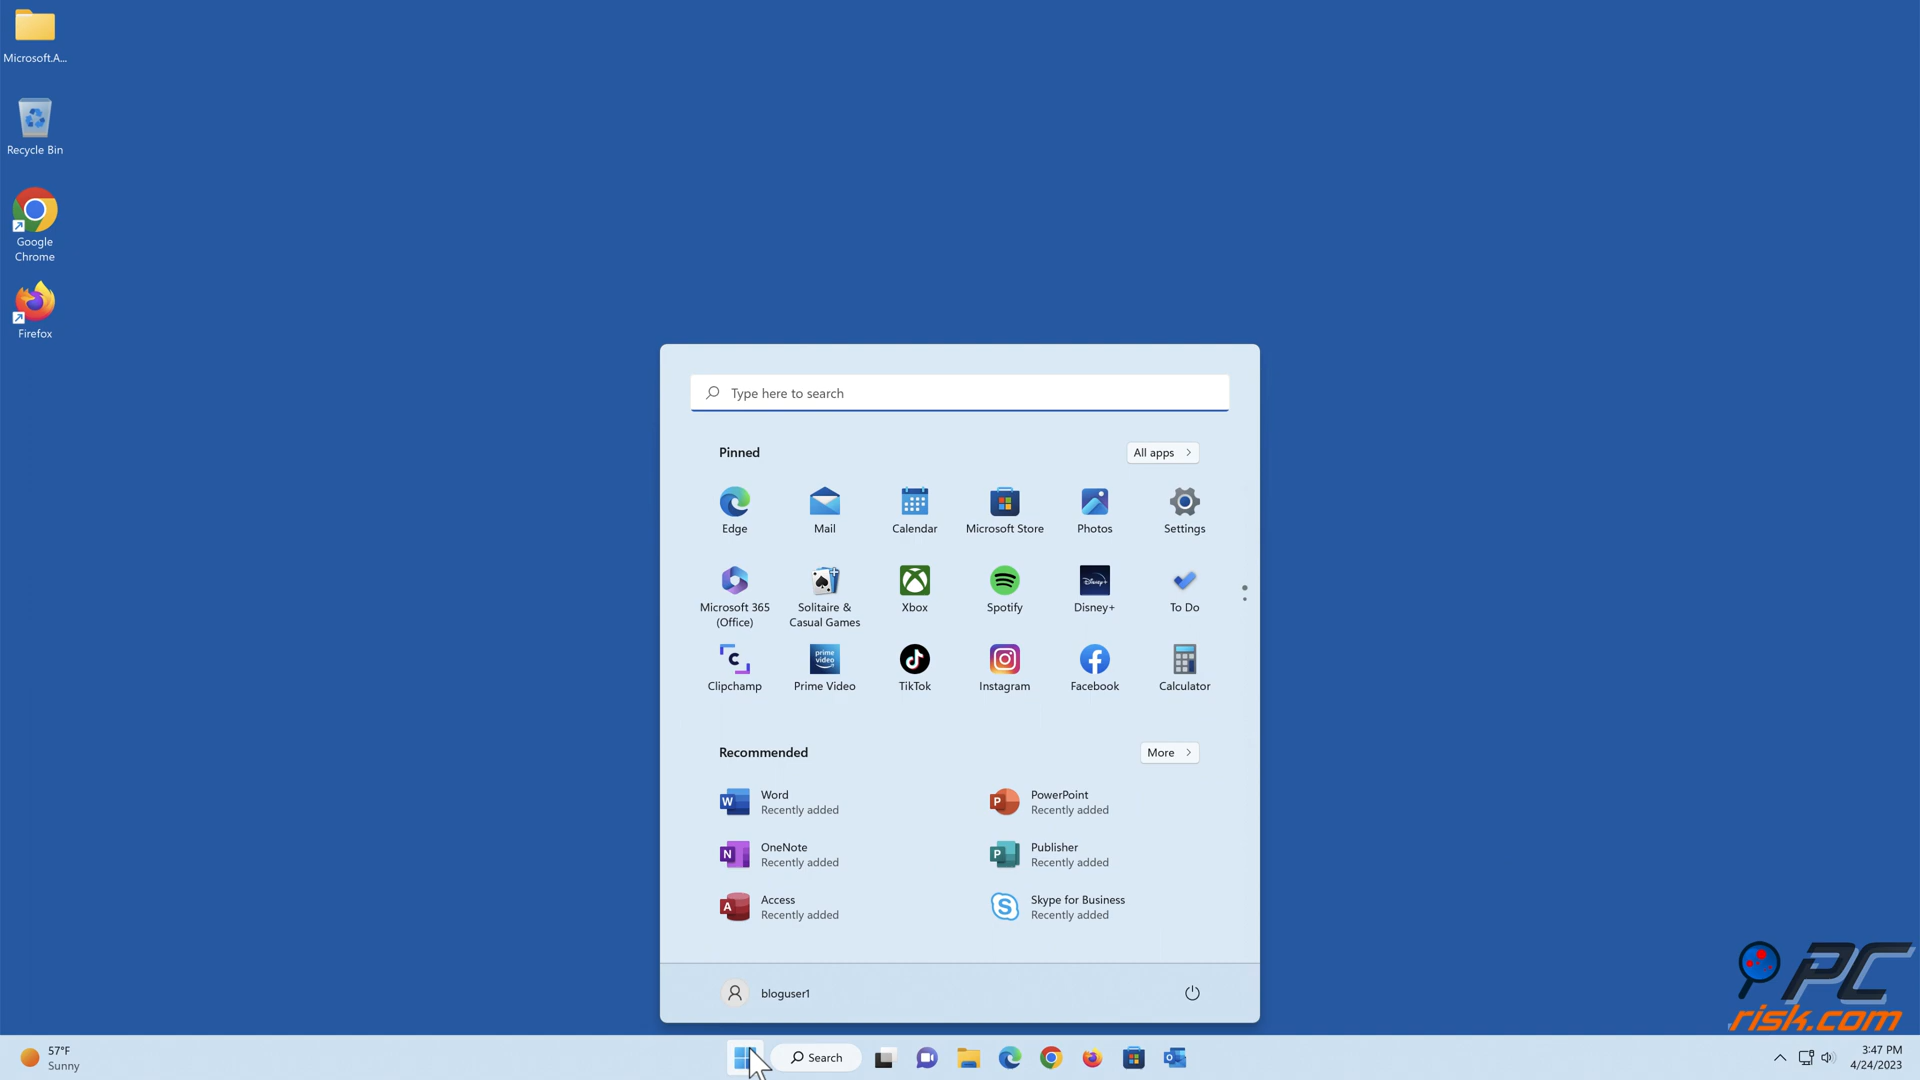 Microsoft.A...
Recycle Bin
Google
Chrome
Firefox
Type here to search
Pinned
All apps
Edge
Mail
Calendar
Microsoft Store
Photos
Settings
Microsoft 365
(Office)
Solitaire &
Casual Games
Xbox
Spotify
Disney+
Disney+
To Do
Clipchamp
prime
video
Prime Video
TikTok
Instagram
Facebook
Calculator
Recommended
More
Word
Recently added
PowerPoint
Recently added
OneNote
Recently added
Publisher
Recently added
Access
Recently added
Skype for Business
Recently added
bloguser1
PC
risk.com
57°F
Sunny
Search
3:47 PM
4/24/2023